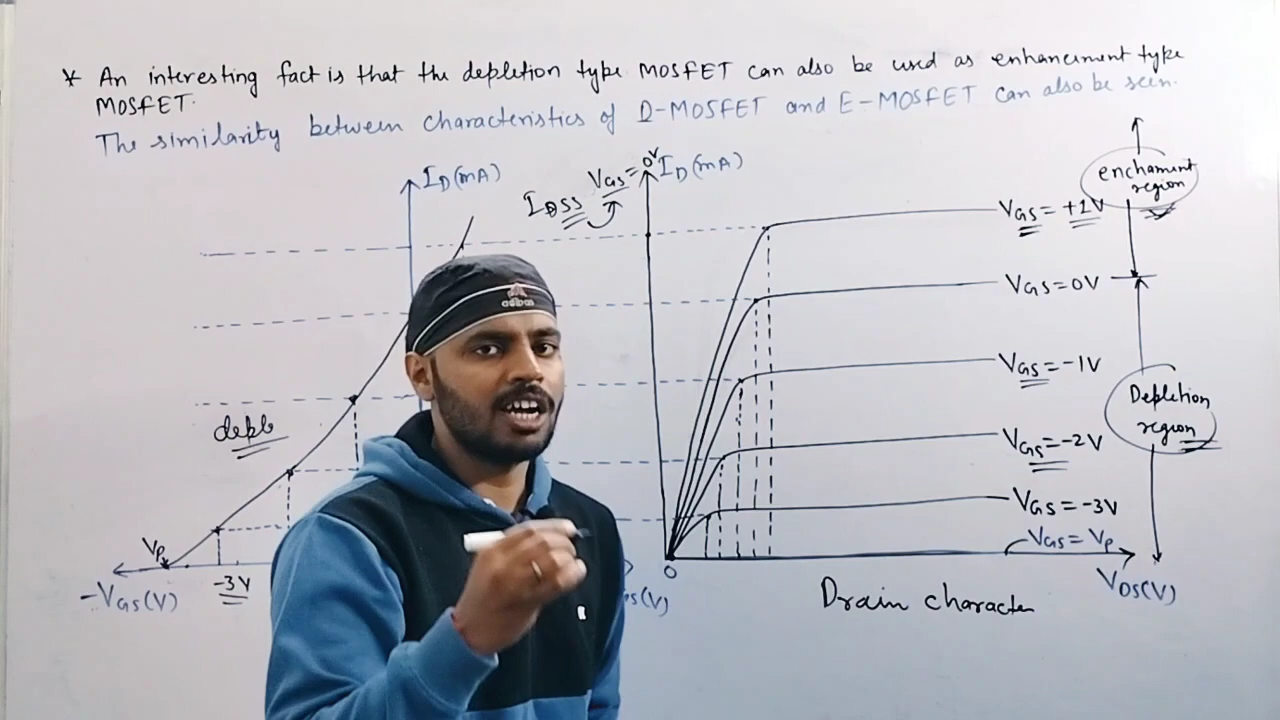 * An interesting fact is that the depletion type MOSFET can also be used as enhancement type
MOSFET.
The similarity between characteristics of D-MOSFET and E-MOSFET can also be seen.
ID(mA)
IDSS
VGS=0V
ID(mA)
enchament
region
VGS = +1V
VGS=0V
VGS = -1V
Depletion
region
VGS = -2V
VGS = -3V
VGS = VP
deple
VP
-3V
-VGS(V)
0
VDS(V)
Drain character
adidas